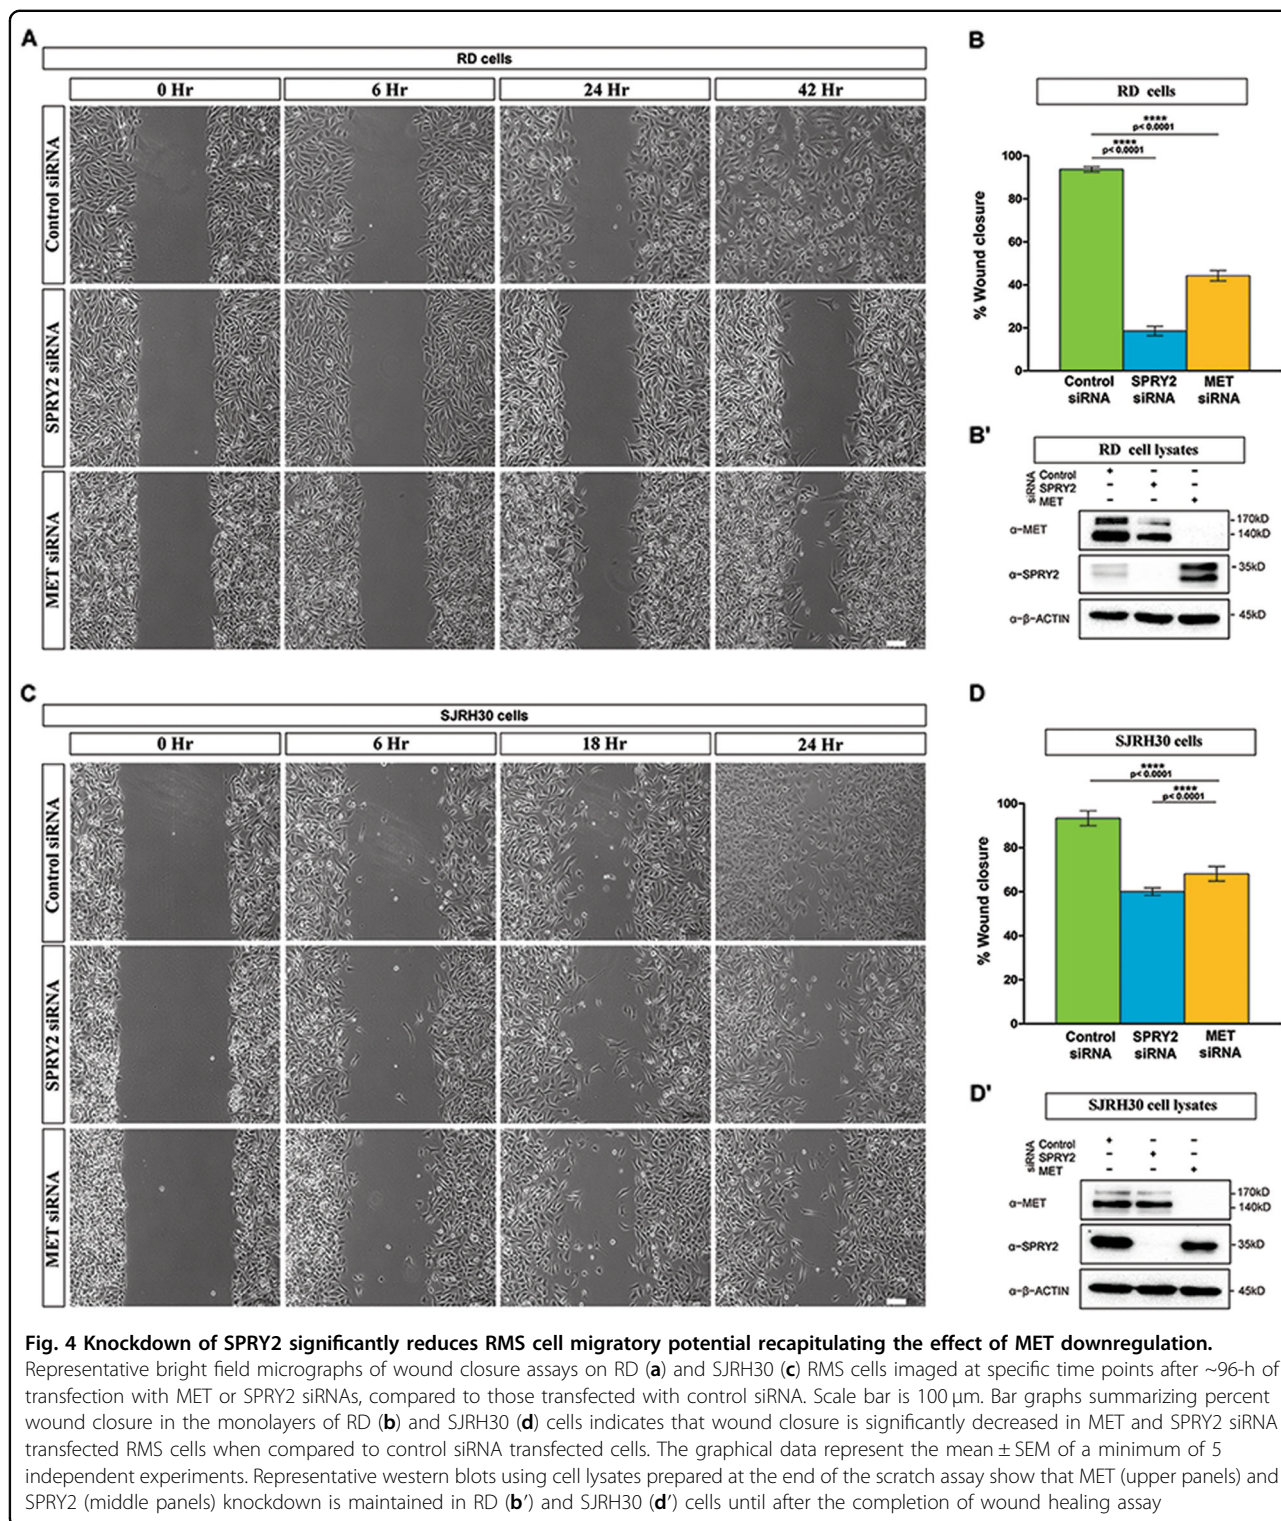 A
RD cells
0 Hr 6 Hr 24 Hr 42 Hr
Control siRNA
SPRY2 siRNA
MET siRNA
B
RD cells
****
p< 0.0001
****
p< 0.0001
% Wound closure
100
80
60
40
20
0
Control siRNA
SPRY2 siRNA
MET siRNA
B'
RD cell lysates
siRNA
Control + – –
SPRY2 – + –
MET – – +
α-MET
170kD
140kD
α-SPRY2
35kD
α-β-ACTIN
45kD
C
SJRH30 cells
0 Hr 6 Hr 18 Hr 24 Hr
Control siRNA
SPRY2 siRNA
MET siRNA
D
SJRH30 cells
****
p< 0.0001
****
p< 0.0001
% Wound closure
100
80
60
40
20
0
Control siRNA
SPRY2 siRNA
MET siRNA
D'
SJRH30 cell lysates
siRNA
Control + – –
SPRY2 – + –
MET – – +
α-MET
170kD
140kD
α-SPRY2
35kD
α-β-ACTIN
45kD
Fig. 4 Knockdown of SPRY2 significantly reduces RMS cell migratory potential recapitulating the effect of MET downregulation.
Representative bright field micrographs of wound closure assays on RD (a) and SJRH30 (c) RMS cells imaged at specific time points after ~96-h of
transfection with MET or SPRY2 siRNAs, compared to those transfected with control siRNA. Scale bar is 100 μm. Bar graphs summarizing percent
wound closure in the monolayers of RD (b) and SJRH30 (d) cells indicates that wound closure is significantly decreased in MET and SPRY2 siRNA
transfected RMS cells when compared to control siRNA transfected cells. The graphical data represent the mean ± SEM of a minimum of 5
independent experiments. Representative western blots using cell lysates prepared at the end of the scratch assay show that MET (upper panels) and
SPRY2 (middle panels) knockdown is maintained in RD (b′) and SJRH30 (d′) cells until after the completion of wound healing assay